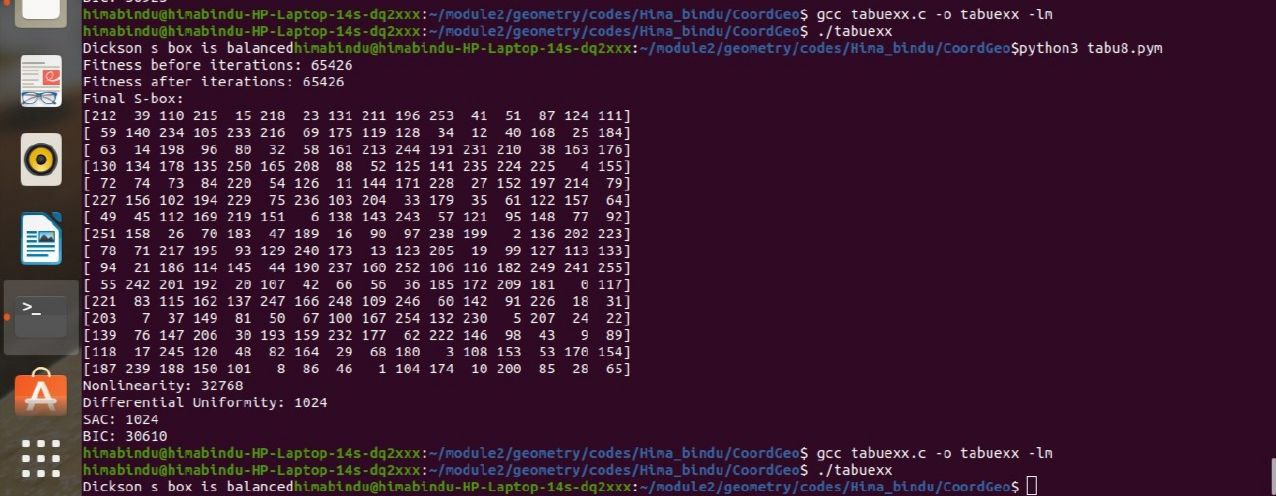 BIC: 30923
himabindu@himabindu-HP-Laptop-14s-dq2xxx:~/module2/geometry/codes/Hima_bindu/CoordGeo$ gcc tabuexx.c -o tabuexx -lm
himabindu@himabindu-HP-Laptop-14s-dq2xxx:~/module2/geometry/codes/Hima_bindu/CoordGeo$ ./tabuexx
Dickson s box is balancedhimabindu@himabindu-HP-Laptop-14s-dq2xxx:~/module2/geometry/codes/Hima_bindu/CoordGeo$python3 tabu8.pym
Fitness before iterations: 65426
Fitness after iterations: 65426
Final S-box:
[212 39 110 215 15 218 23 131 211 196 253 41 51 87 124 111]
[ 59 140 234 105 233 216 69 175 119 128 34 12 40 168 25 184]
[ 63 14 198 96 80 32 58 161 213 244 191 231 210 38 163 176]
[130 134 178 135 250 165 208 88 52 125 141 235 224 225 4 155]
[ 72 74 73 84 220 54 126 11 144 171 228 27 152 197 214 79]
[227 156 102 194 229 75 236 103 204 33 179 35 61 122 157 64]
[ 49 45 112 169 219 151 6 138 143 243 57 121 95 148 77 92]
[251 158 26 70 183 47 189 16 90 97 238 199 2 136 202 223]
[ 78 71 217 195 93 129 240 173 13 123 205 19 99 127 113 133]
[ 94 21 186 114 145 44 190 237 160 252 106 116 182 249 241 255]
[ 55 242 201 192 20 107 42 66 56 36 185 172 209 181 0 117]
[221 83 115 162 137 247 166 248 109 246 60 142 91 226 18 31]
[203 7 37 149 81 50 67 100 167 254 132 230 5 207 24 22]
[139 76 147 206 30 193 159 232 177 62 222 146 98 43 9 89]
[118 17 245 120 48 82 164 29 68 180 3 108 153 53 170 154]
[187 239 188 150 101 8 86 46 1 104 174 10 200 85 28 65]
Nonlinearity: 32768
Differential Uniformity: 1024
SAC: 1024
BIC: 30610
himabindu@himabindu-HP-Laptop-14s-dq2xxx:~/module2/geometry/codes/Hima_bindu/CoordGeo$ gcc tabuexx.c -o tabuexx -lm
himabindu@himabindu-HP-Laptop-14s-dq2xxx:~/module2/geometry/codes/Hima_bindu/CoordGeo$ ./tabuexx
Dickson s box is balancedhimabindu@himabindu-HP-Laptop-14s-dq2xxx:~/module2/geometry/codes/Hima_bindu/CoordGeo$